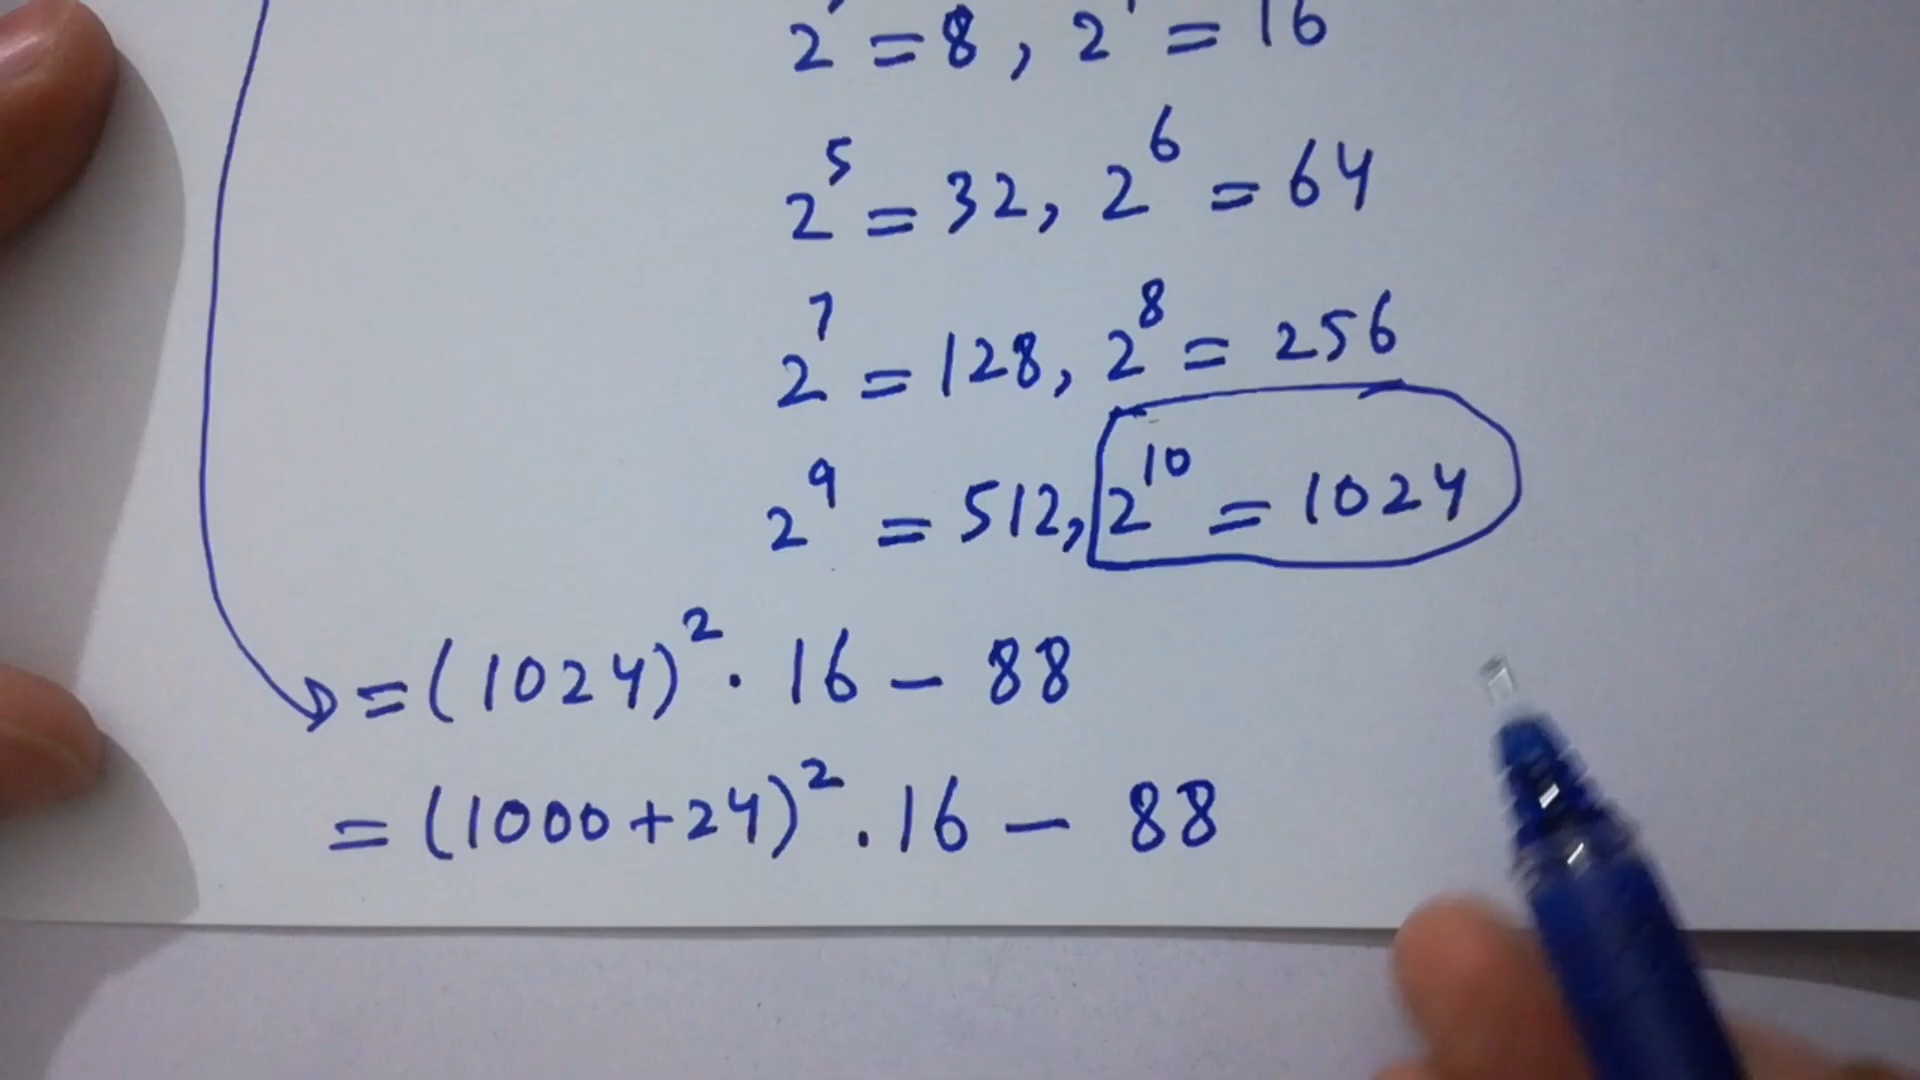 2³ = 8, 2⁴ = 16
2⁵ = 32, 2⁶ = 64
2⁷ = 128, 2⁸ = 256
2⁹ = 512, 2¹⁰ = 1024
= (1024)² . 16 - 88
= (1000 + 24)² . 16 - 88